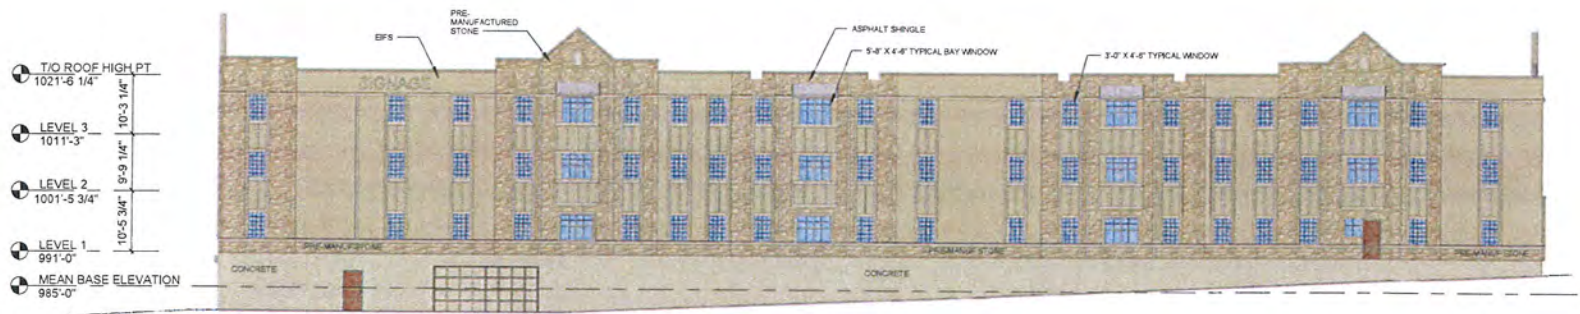 PRE-
MANUFACTURED
STONE
EIFS
ASPHALT SHINGLE
5'-8" X 4'-6" TYPICAL BAY WINDOW
3'-0" X 4'-6" TYPICAL WINDOW
SIGNAGE
T/O ROOF HIGH PT
1021'-6 1/4"
10'-3 1/4"
LEVEL 3
1011'-3"
9'-9 1/4"
LEVEL 2
1001'-5 3/4"
10'-5 3/4"
LEVEL 1
991'-0"
PRE-MANUF STONE
PRE-MANUF STONE
PRE-MANUF STONE
CONCRETE
CONCRETE
MEAN BASE ELEVATION
985'-0"